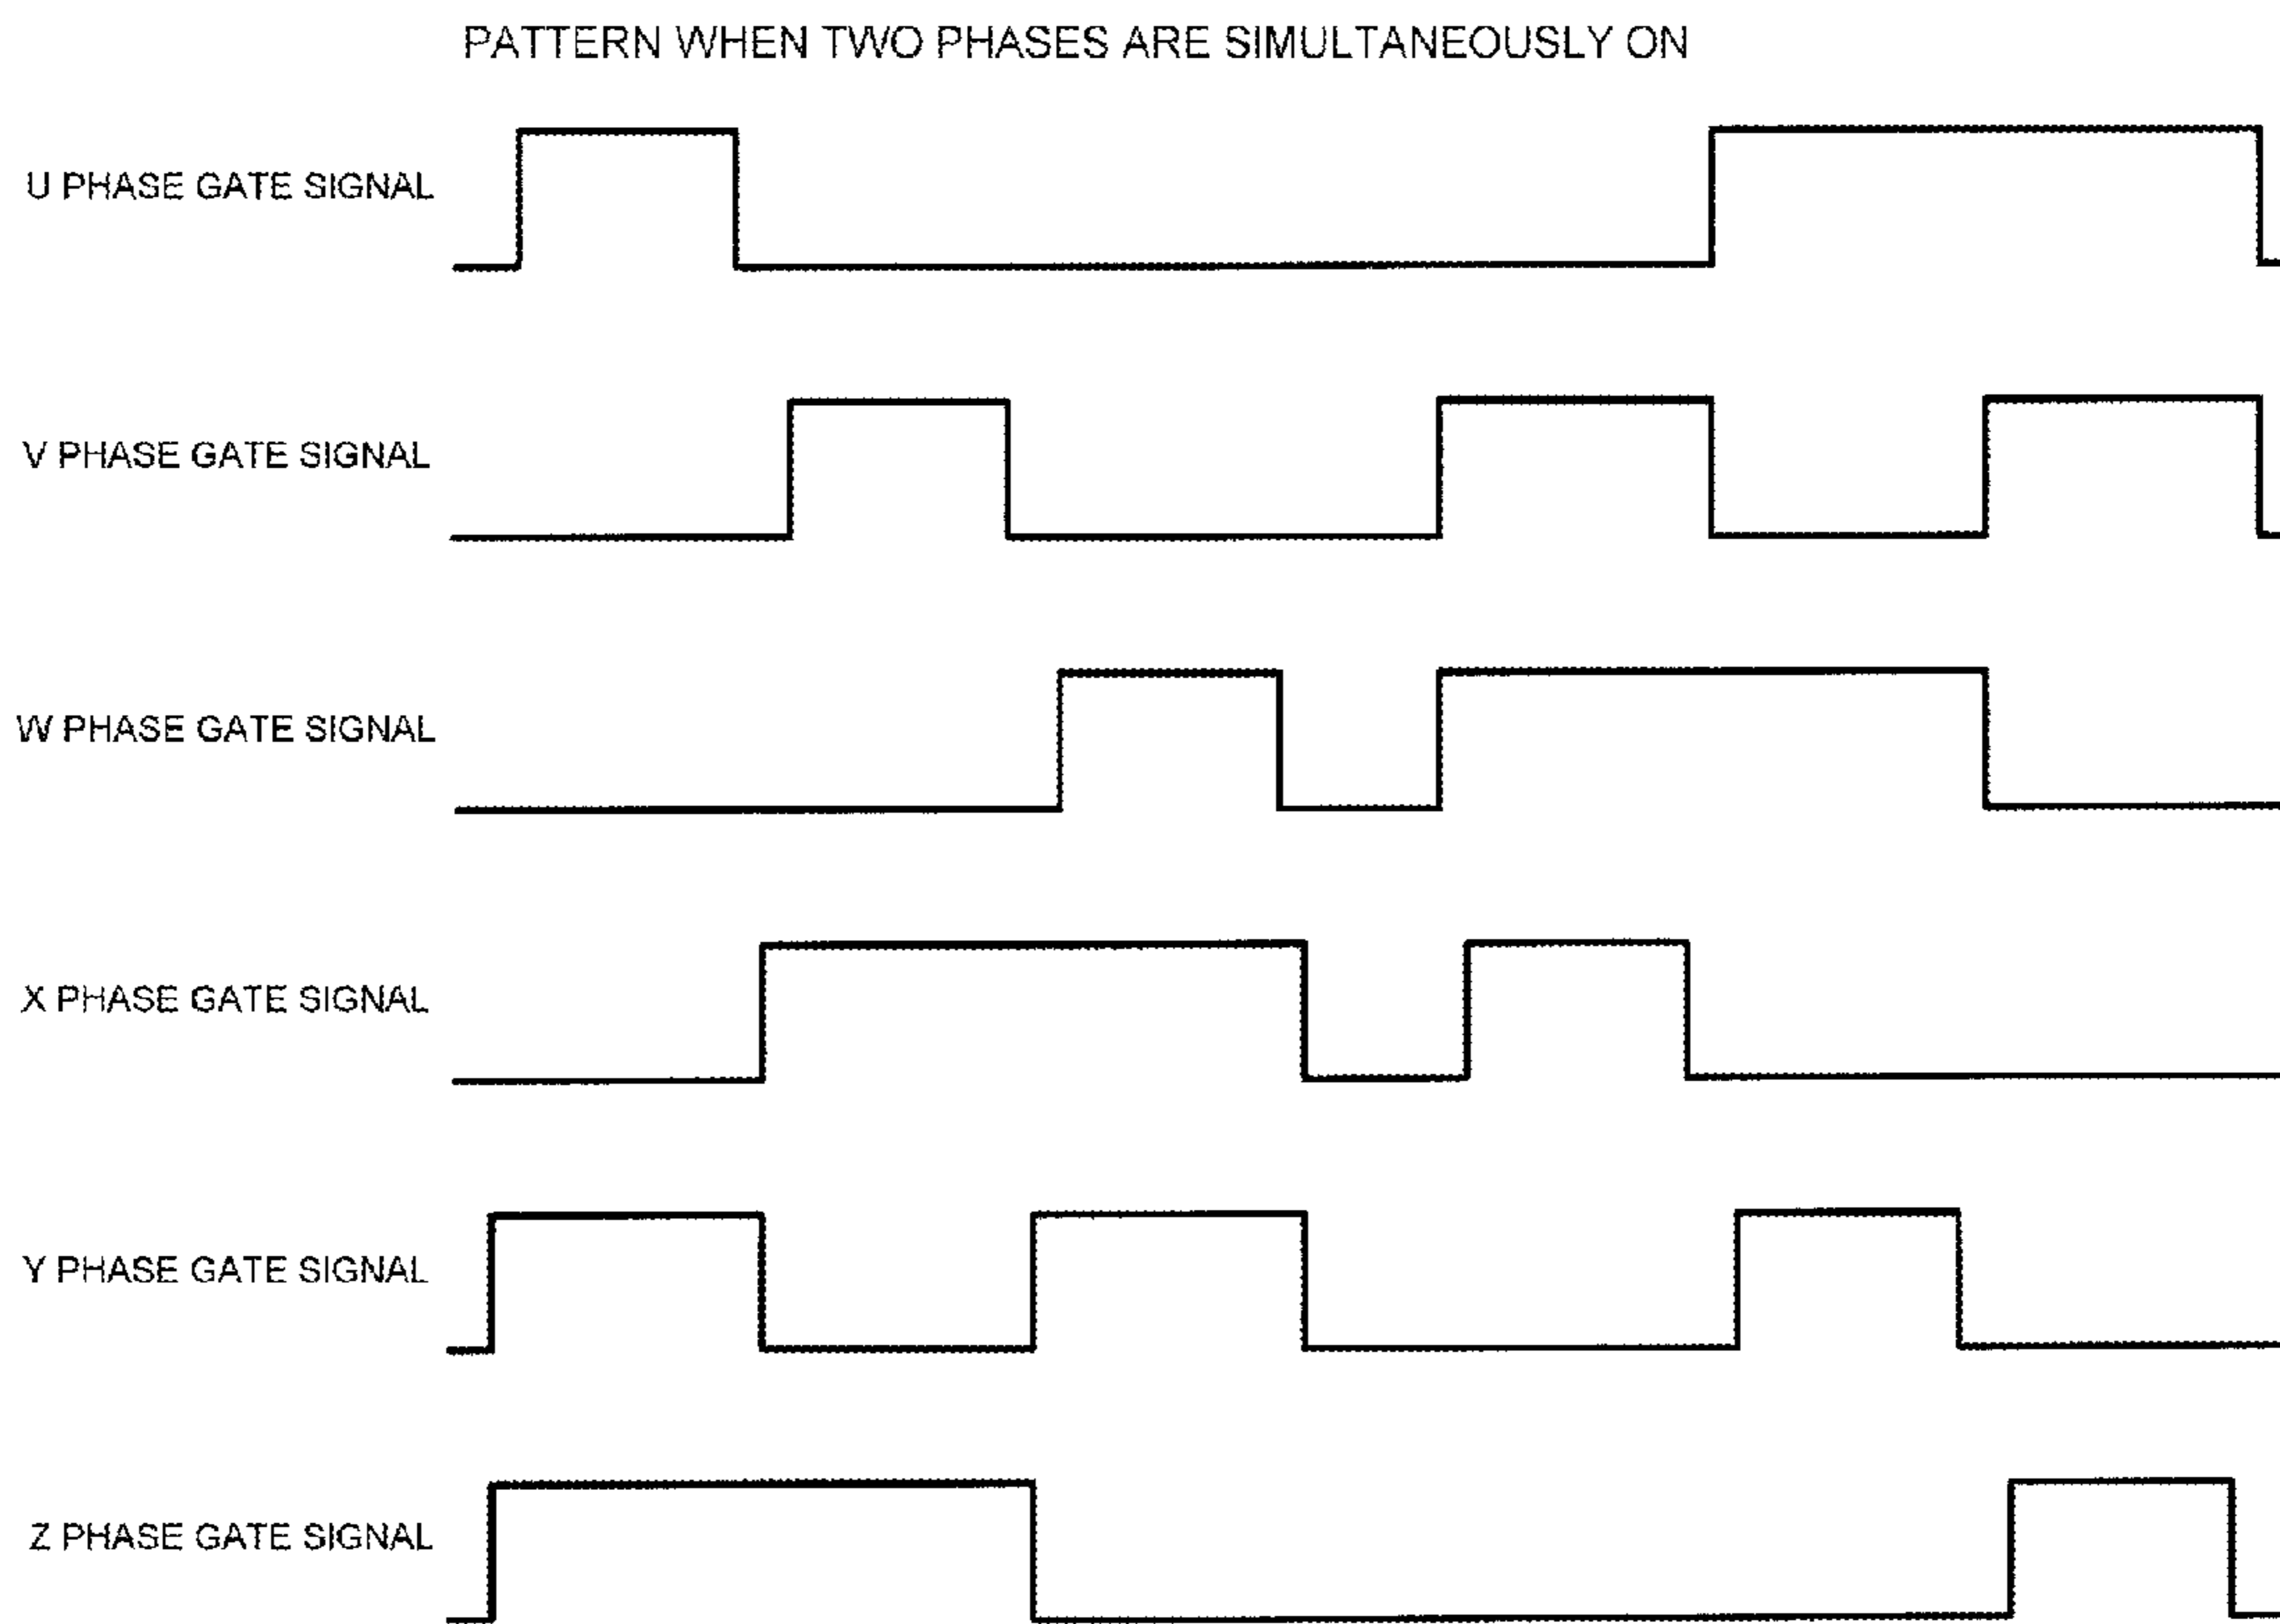 PATTERN WHEN TWO PHASES ARE SIMULTANEOUSLY ON
U PHASE GATE SIGNAL
V PHASE GATE SIGNAL
W PHASE GATE SIGNAL
X PHASE GATE SIGNAL
Y PHASE GATE SIGNAL
Z PHASE GATE SIGNAL